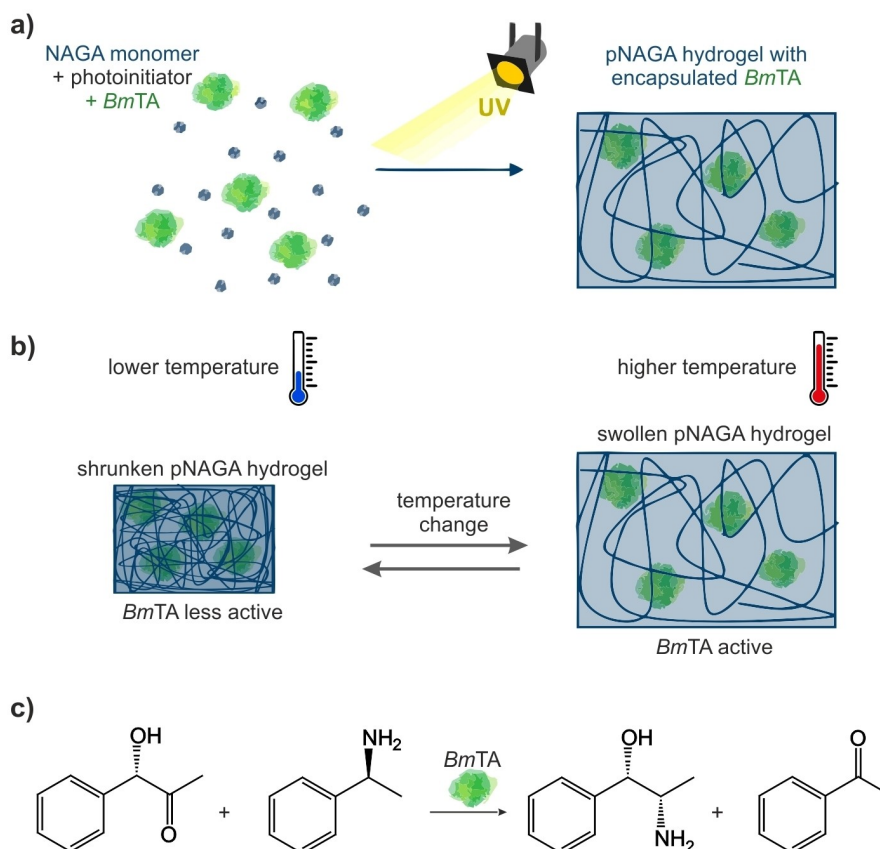 a)
NAGA monomer
+ photoinitiator
+ BmTA
UV
pNAGA hydrogel with
encapsulated BmTA
b)
lower temperature
higher temperature
shrunken pNAGA hydrogel
BmTA less active
temperature
change
swollen pNAGA hydrogel
BmTA active
c)
OH
O
+
NH₂
BmTA
OH
NH₂
+
O